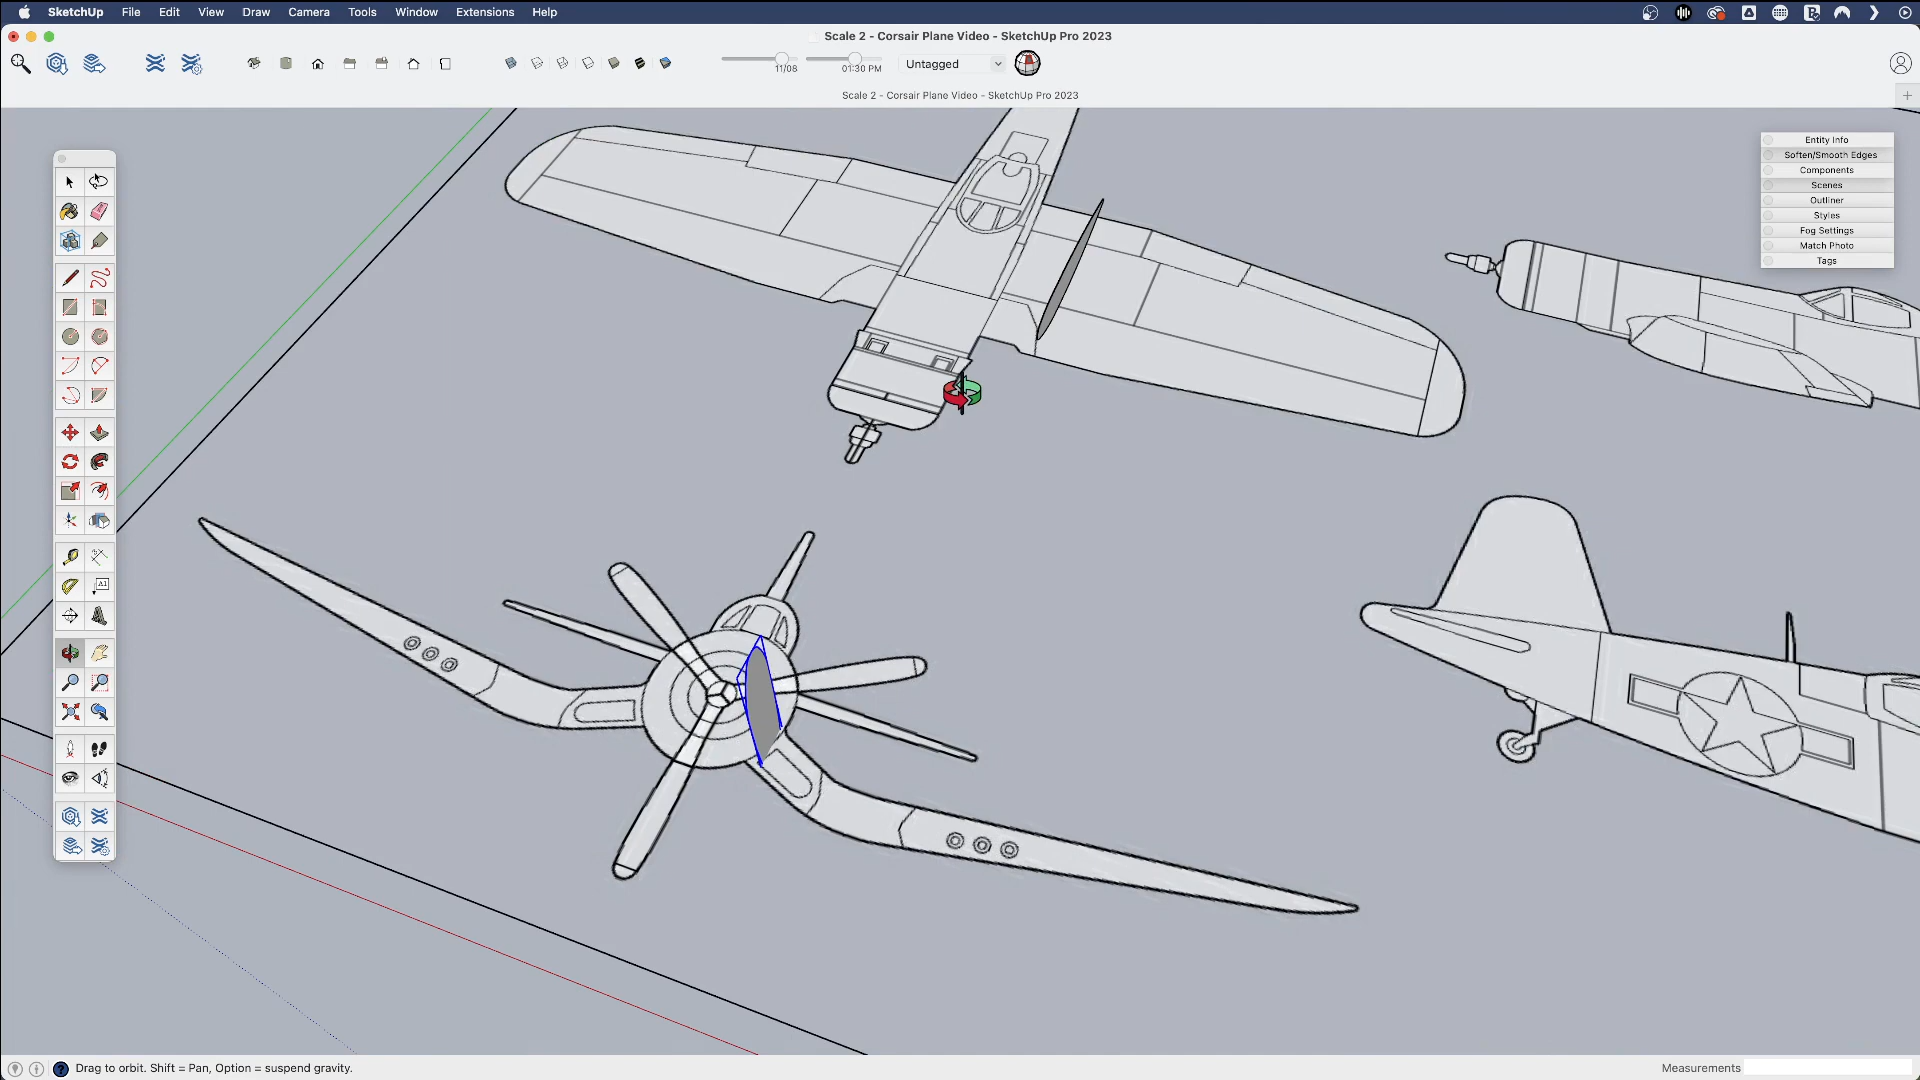 SketchUp File Edit View Draw Camera Tools Window Extensions Help
Scale 2 - Corsair Plane Video - SketchUp Pro 2023
11/08 01:30 PM Untagged
Scale 2 - Corsair Plane Video - SketchUp Pro 2023
Entity Info
Soften/Smooth Edges
Components
Scenes
Outliner
Styles
Fog Settings
Match Photo
Tags
A1
Drag to orbit. Shift = Pan, Option = suspend gravity.
Measurements